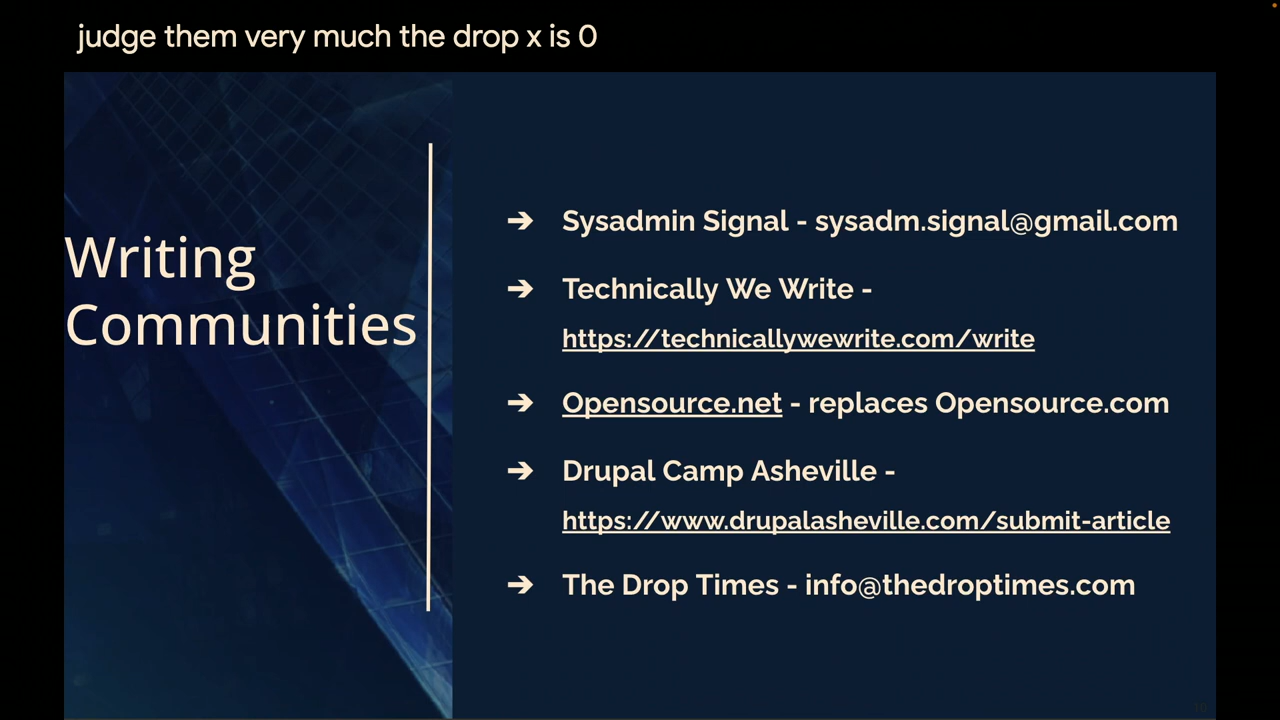 judge them very much the drop x is 0
Writing
Communities
➔ Sysadmin Signal - sysadm.signal@gmail.com
➔ Technically We Write -
https://technicallywewrite.com/write
➔ Opensource.net - replaces Opensource.com
➔ Drupal Camp Asheville -
https://www.drupalasheville.com/submit-article
➔ The Drop Times - info@thedroptimes.com
10